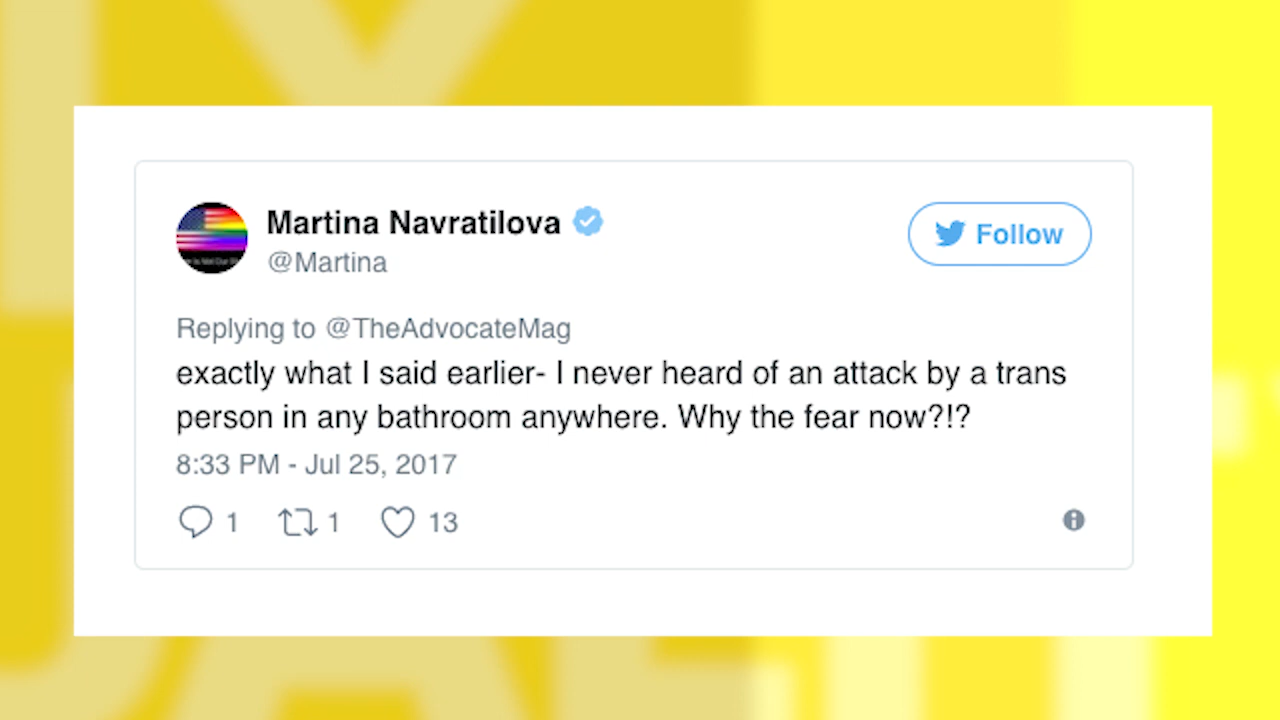 Martina Navratilova
@Martina
Follow
Replying to @TheAdvocateMag
exactly what I said earlier- I never heard of an attack by a trans
person in any bathroom anywhere. Why the fear now?!?
8:33 PM - Jul 25, 2017
1 1 13